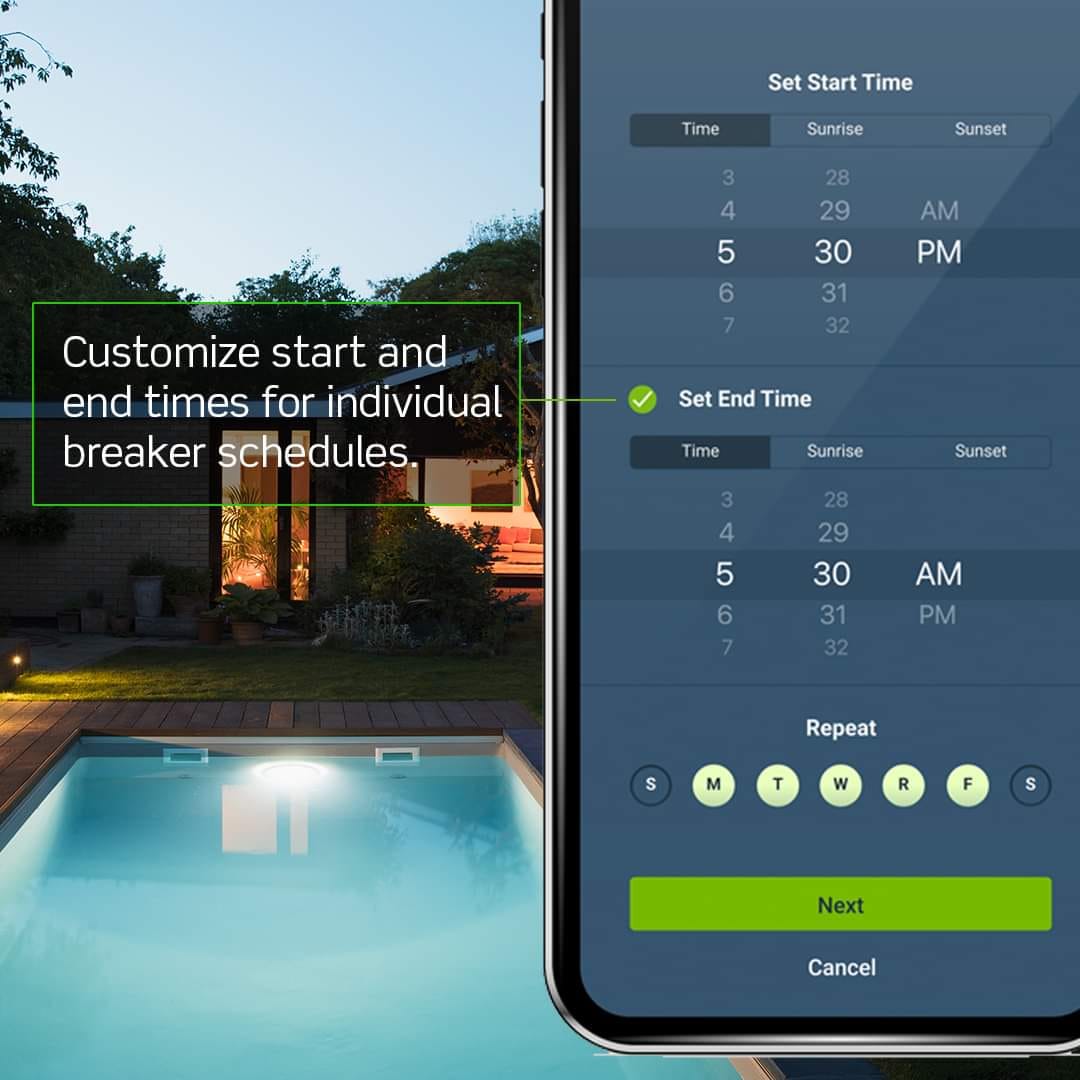 Customize start and
end times for individual
breaker schedules.
Set Start Time
Time Sunrise Sunset
3 28
4 29 AM
5 30 PM
6 31
7 32
Set End Time
Time Sunrise Sunset
3 28
4 29
5 30 AM
6 31 PM
7 32
Repeat
S M T W R F S
Next
Cancel